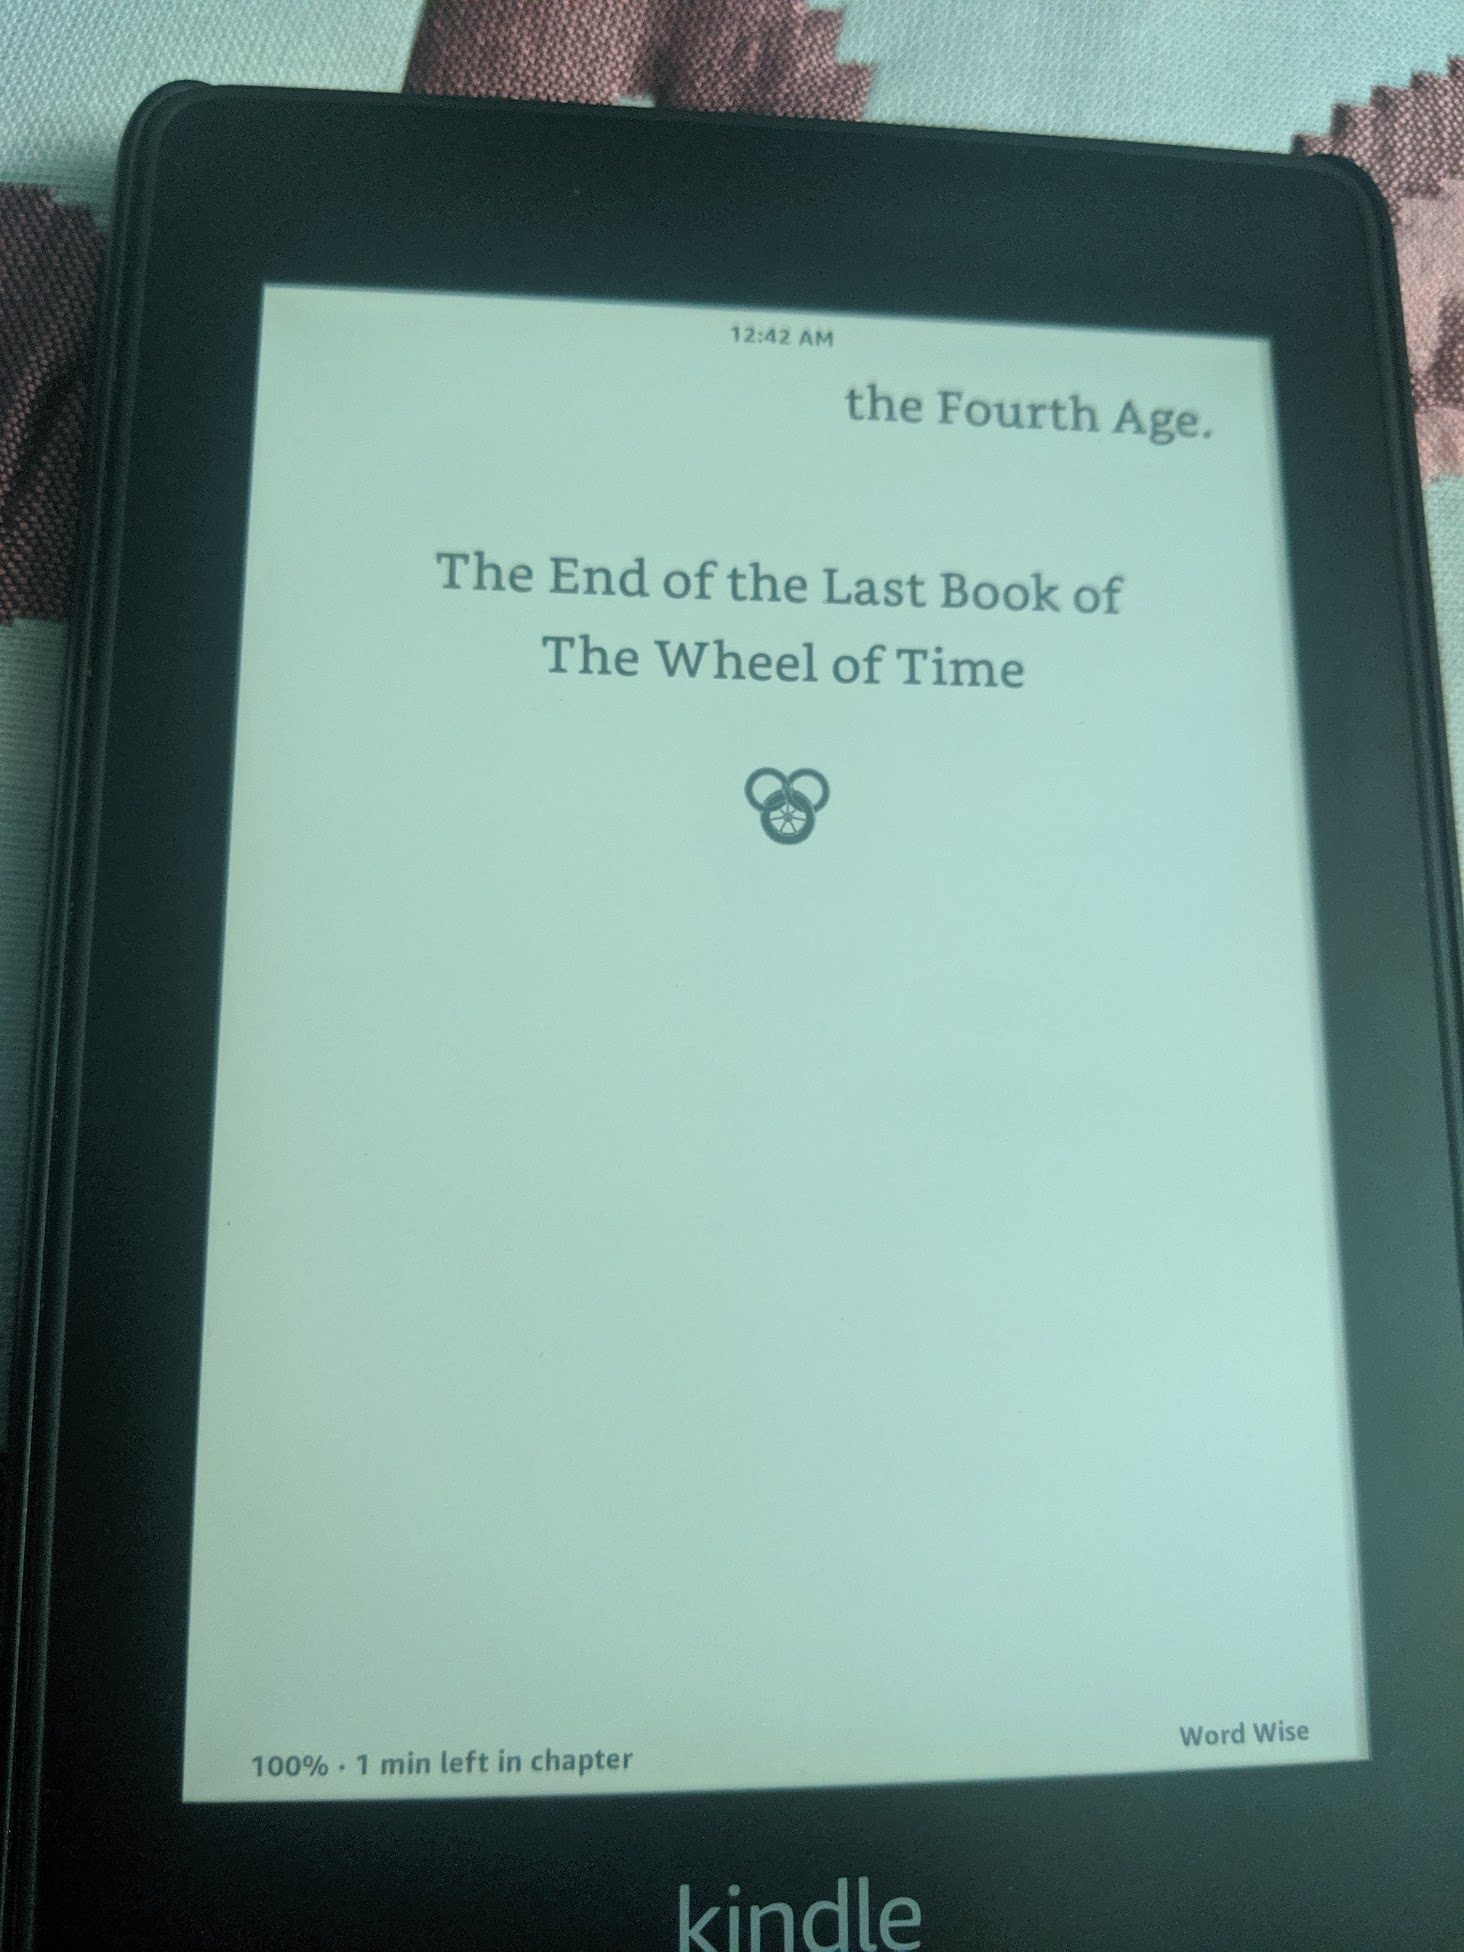 12:42 AM
the Fourth Age.
The End of the Last Book of
The Wheel of Time
100% · 1 min left in chapter
Word Wise
kindle